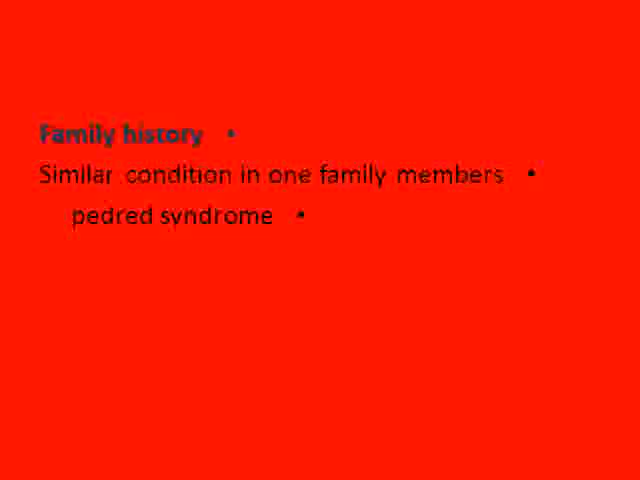 Family history •
Similar condition in one family members •
pedred syndrome •